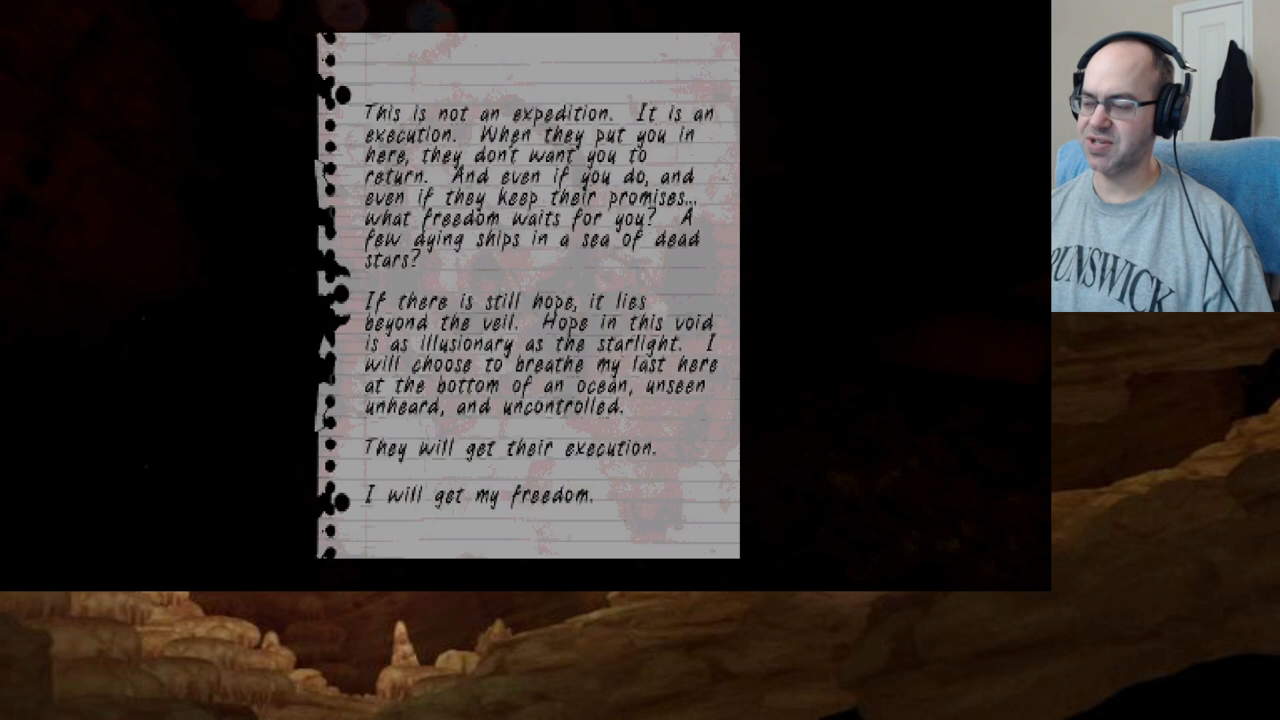 This is not an expedition. It is an
execution. When they put you in
here, they don't want you to
return. And even if you do, and
even if they keep their promises...
what freedom waits for you? A
few dying ships in a sea of dead
stars?
If there is still hope, it lies
beyond the veil. Hope in this void
is as illusionary as the starlight. I
will choose to breathe my last here
at the bottom of an ocean, unseen
unheard, and uncontrolled.
They will get their execution.
I will get my freedom.